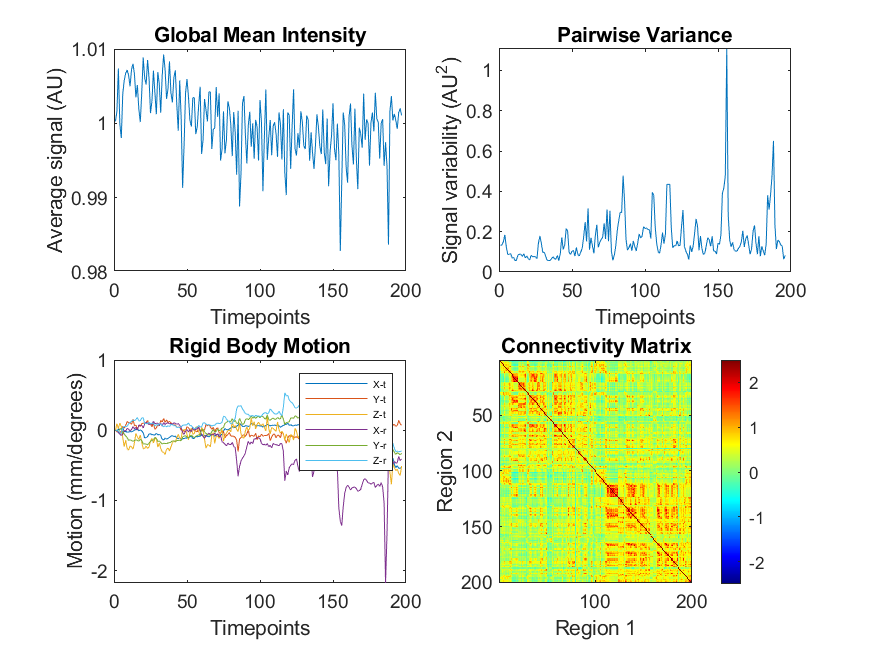 Global Mean Intensity
1.01
1
0.99
0.98
Average signal (AU)
0 50 100 150 200
Timepoints
Pairwise Variance
1
0.8
0.6
0.4
0.2
0
Signal variability (AU²)
0 50 100 150 200
Timepoints
Rigid Body Motion
1
0
-1
-2
Motion (mm/degrees)
X-t
Y-t
Z-t
X-r
Y-r
Z-r
0 50 100 150 200
Timepoints
Connectivity Matrix
50
100
150
200
Region 2
100 200
Region 1
2
1
0
-1
-2